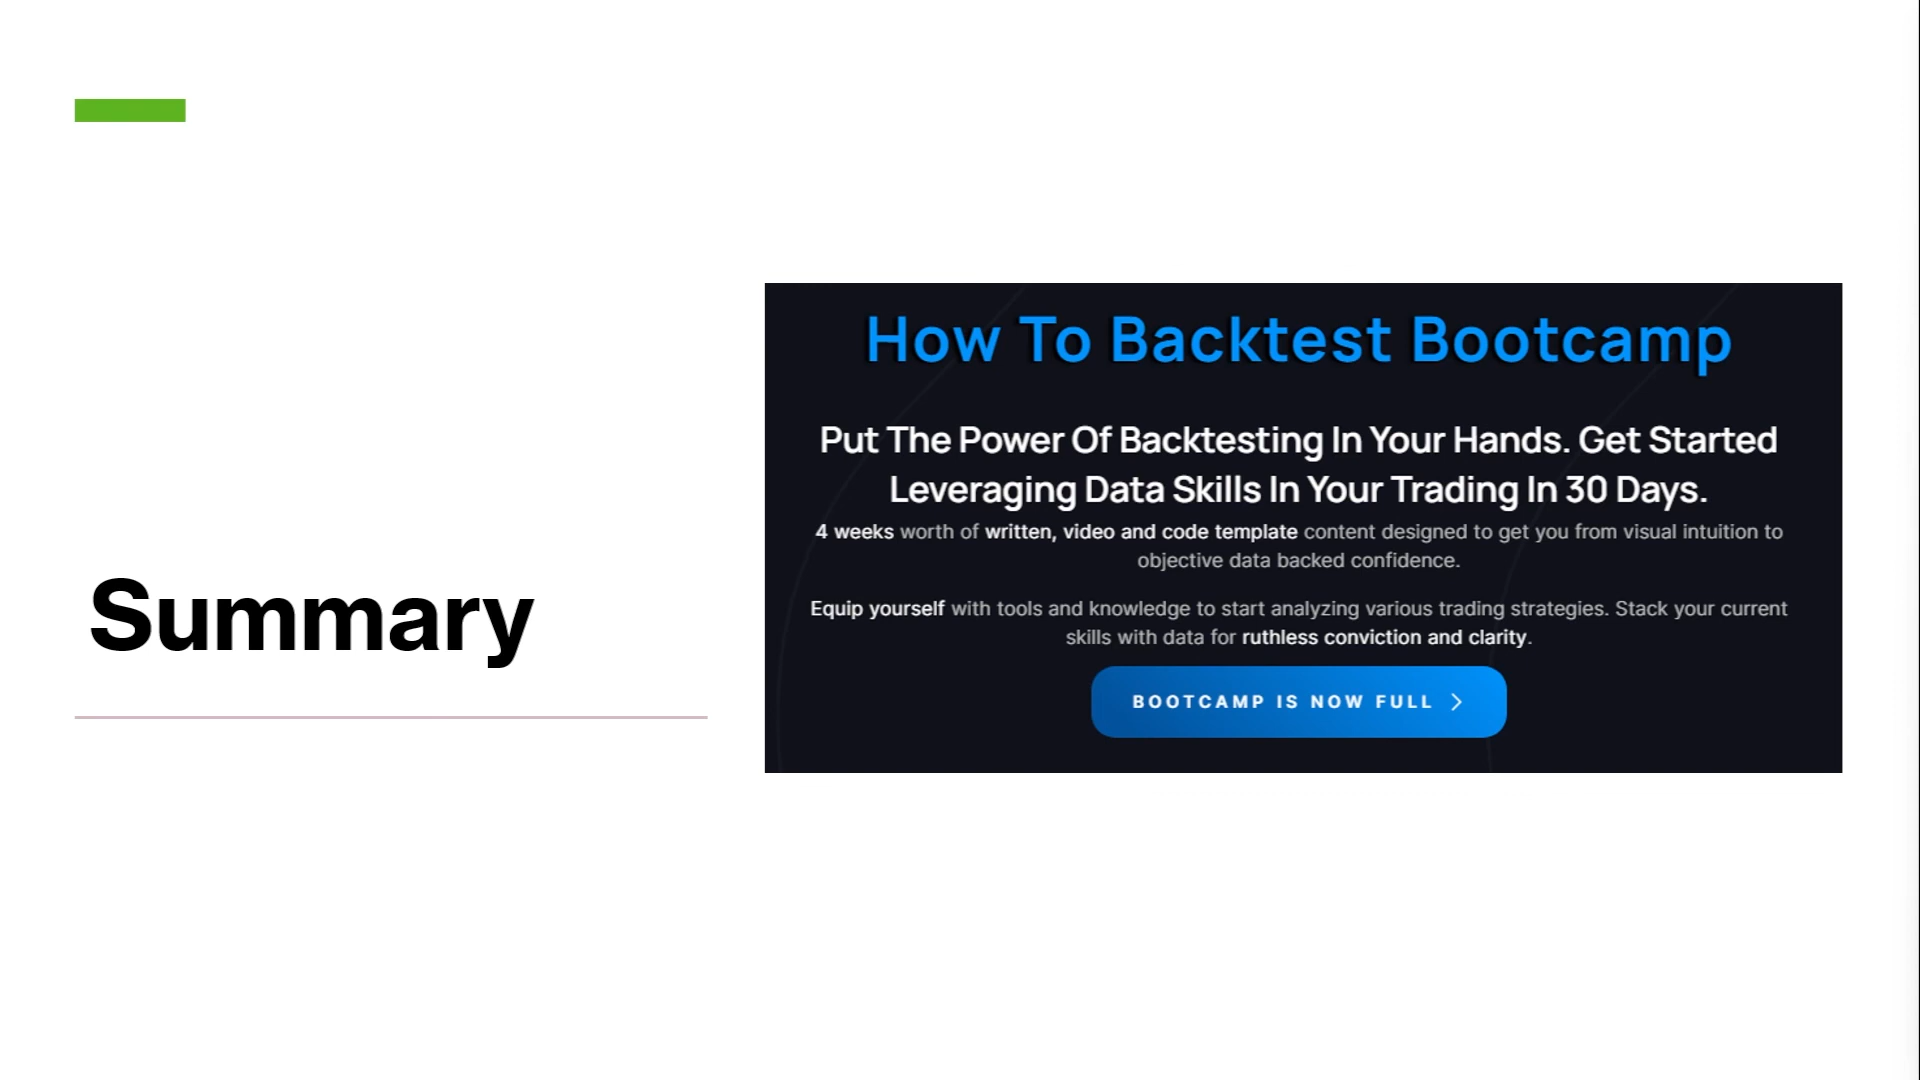 Summary
How To Backtest Bootcamp
Put The Power Of Backtesting In Your Hands. Get Started
Leveraging Data Skills In Your Trading In 30 Days.
4 weeks worth of written, video and code template content designed to get you from visual intuition to
objective data backed confidence.
Equip yourself with tools and knowledge to start analyzing various trading strategies. Stack your current
skills with data for ruthless conviction and clarity.
BOOTCAMP IS NOW FULL